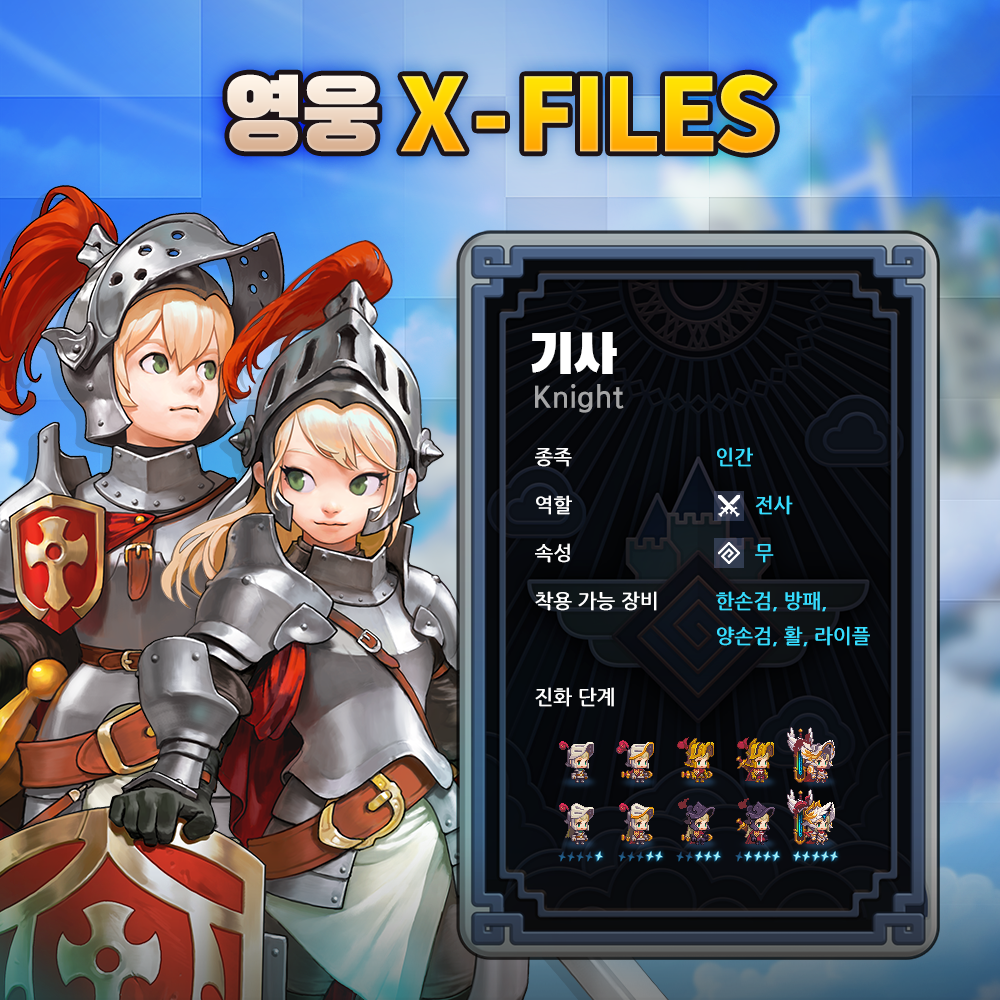 영웅 X-FILES
기사
Knight
종족 인간
역할 전사
속성 무
착용 가능 장비 한손검, 방패,
양손검, 활, 라이플
진화 단계